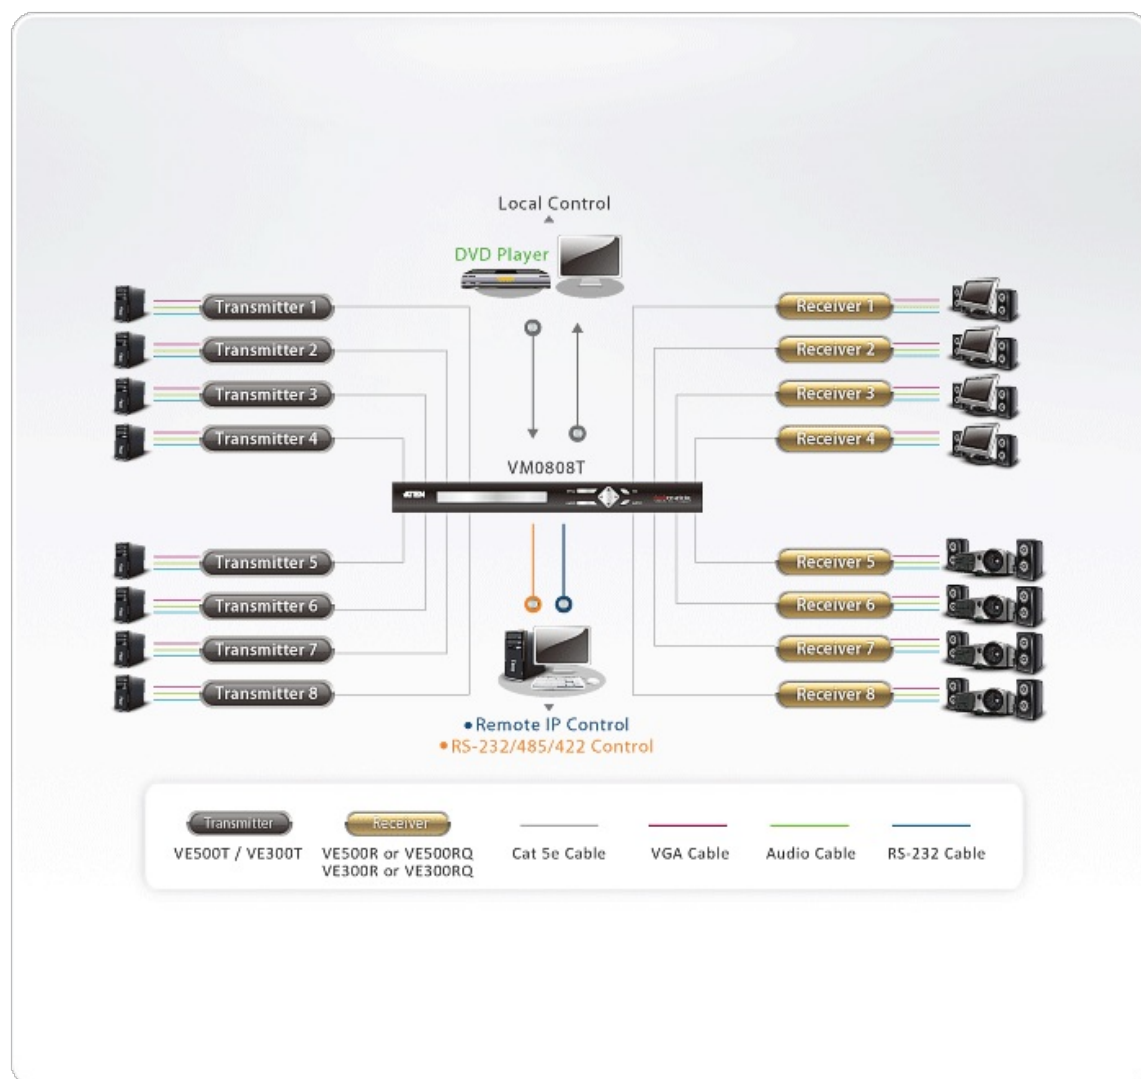 Local Control
DVD Player
Transmitter 1
Transmitter 2
Transmitter 3
Transmitter 4
Receiver 1
Receiver 2
Receiver 3
Receiver 4
VM0808T
ATEN
Transmitter 5
Transmitter 6
Transmitter 7
Transmitter 8
Receiver 5
Receiver 6
Receiver 7
Receiver 8
Remote IP Control
RS-232/485/422 Control
Transmitter
VE500T / VE300T
Receiver
VE500R or VE500RQ
VE300R or VE300RQ
Cat 5e Cable
VGA Cable
Audio Cable
RS-232 Cable